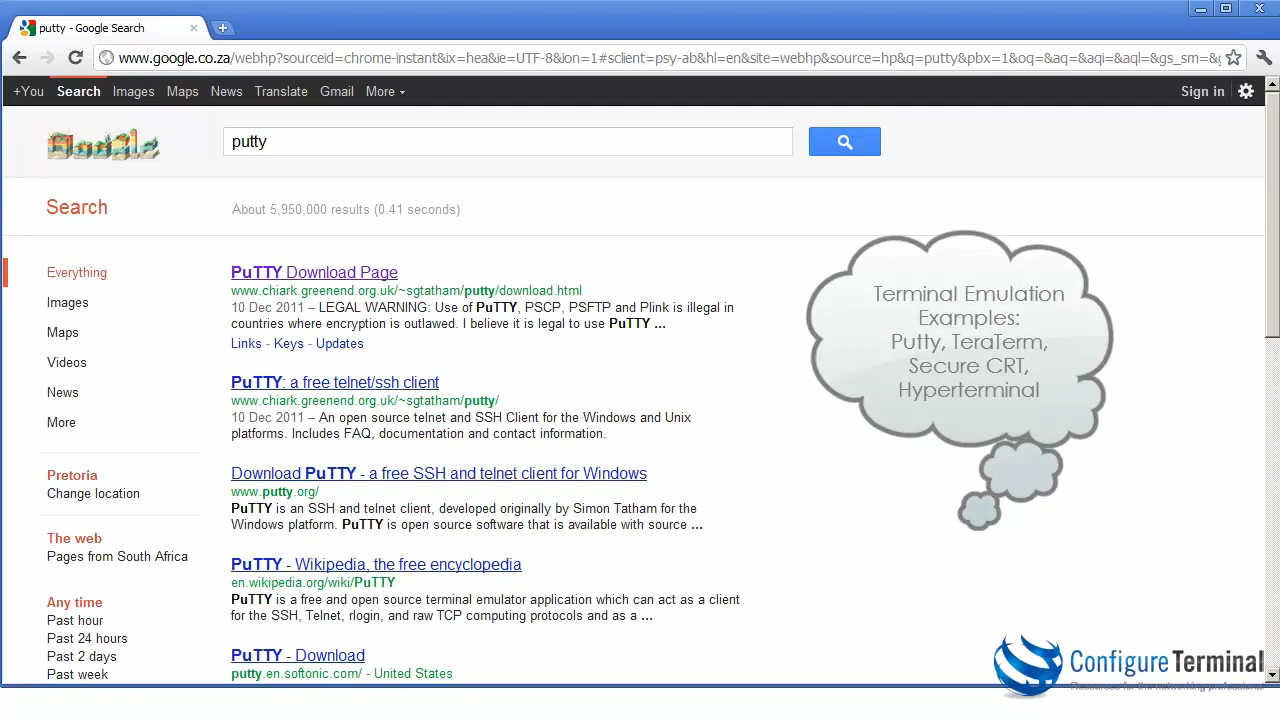 putty - Google Search
www.google.co.za/webhp?sourceid=chrome-instant&ix=hea&ie=UTF-8&ion=1#sclient=psy-ab&hl=en&site=webhp&source=hp&q=putty&pbx=1&oq=&aq=&aqi=&aql=&gs_sm=&
+You Search Images Maps News Translate Gmail More Sign in
Google
putty
Search
About 5,950,000 results (0.41 seconds)
Everything
Images
Maps
Videos
News
More
Pretoria
Change location
The web
Pages from South Africa
Any time
Past hour
Past 24 hours
Past 2 days
Past week
PuTTY Download Page
www.chiark.greenend.org.uk/~sgtatham/putty/download.html
10 Dec 2011 – LEGAL WARNING: Use of PuTTY, PSCP, PSFTP and Plink is illegal in
countries where encryption is outlawed. I believe it is legal to use PuTTY ...
Links - Keys - Updates
PuTTY: a free telnet/ssh client
www.chiark.greenend.org.uk/~sgtatham/putty/
10 Dec 2011 – An open source telnet and SSH Client for the Windows and Unix
platforms. Includes FAQ, documentation and contact information.
Download PuTTY - a free SSH and telnet client for Windows
www.putty.org/
PuTTY is an SSH and telnet client, developed originally by Simon Tatham for the
Windows platform. PuTTY is open source software that is available with source ...
PuTTY - Wikipedia, the free encyclopedia
en.wikipedia.org/wiki/PuTTY
PuTTY is a free and open source terminal emulator application which can act as a client
for the SSH, Telnet, rlogin, and raw TCP computing protocols and as a ...
PuTTY - Download
putty.en.softonic.com/ - United States
Terminal Emulation
Examples:
Putty, TeraTerm,
Secure CRT,
Hyperterminal
Configure Terminal
Resources for the networking professional